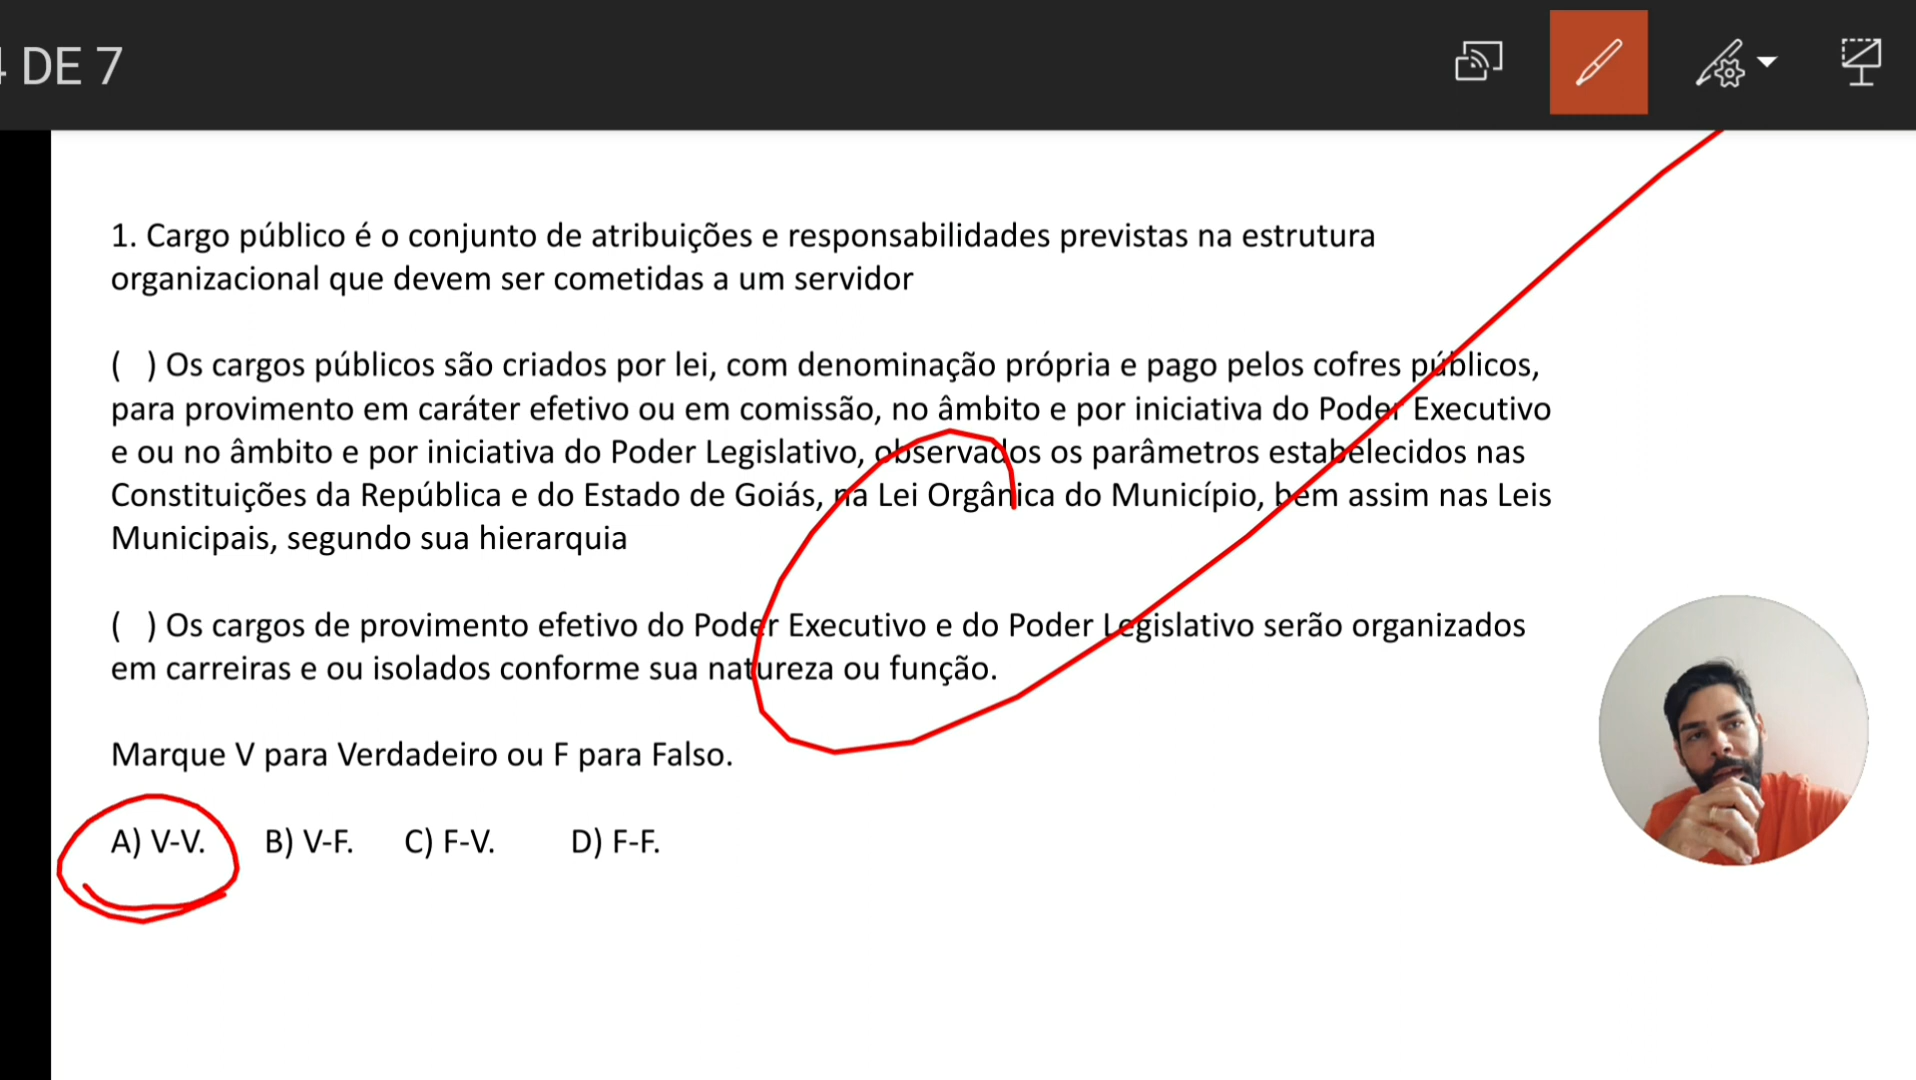 DE 7
1. Cargo público é o conjunto de atribuições e responsabilidades previstas na estrutura
organizacional que devem ser cometidas a um servidor
( ) Os cargos públicos são criados por lei, com denominação própria e pago pelos cofres públicos,
para provimento em caráter efetivo ou em comissão, no âmbito e por iniciativa do Poder Executivo
e ou no âmbito e por iniciativa do Poder Legislativo, observados os parâmetros estabelecidos nas
Constituições da República e do Estado de Goiás, na Lei Orgânica do Município, bem assim nas Leis
Municipais, segundo sua hierarquia
( ) Os cargos de provimento efetivo do Poder Executivo e do Poder Legislativo serão organizados
em carreiras e ou isolados conforme sua natureza ou função.
Marque V para Verdadeiro ou F para Falso.
A) V-V. B) V-F. C) F-V. D) F-F.